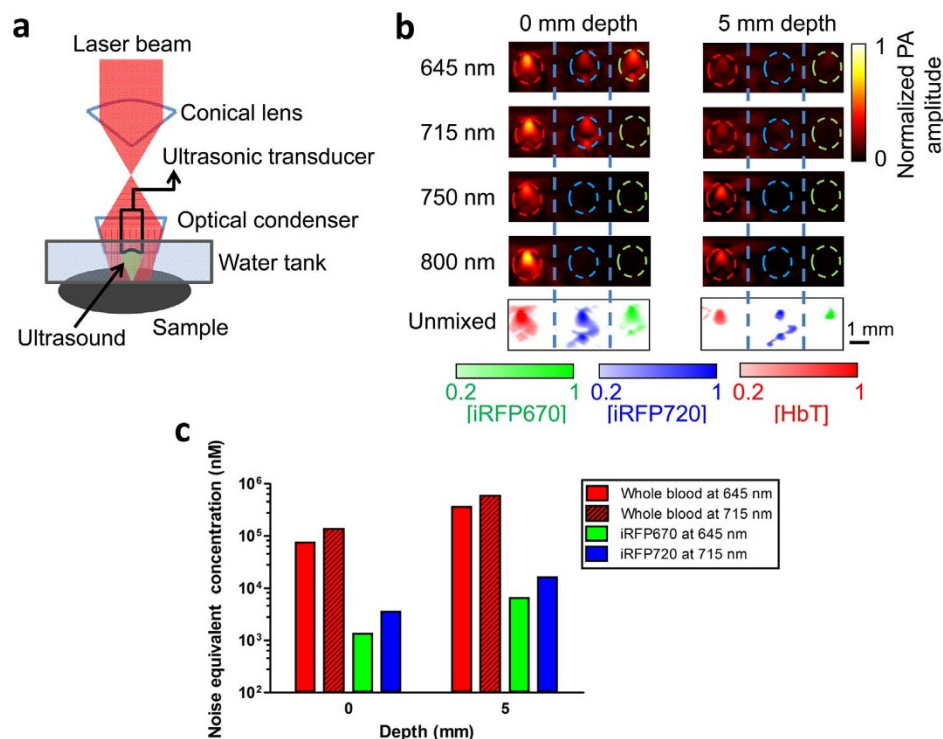 a
Laser beam
Conical lens
Ultrasonic transducer
Optical condenser
Water tank
Ultrasound
Sample
b
0 mm depth
5 mm depth
645 nm
715 nm
750 nm
800 nm
Unmixed
1
0
Normalized PA
amplitude
1 mm
0.2 1
[iRFP670]
0.2 1
[iRFP720]
0.2 1
[HbT]
c
Noise equivalent concentration (nM)
10^6
10^5
10^4
10^3
10^2
0
5
Depth (mm)
Whole blood at 645 nm
Whole blood at 715 nm
iRFP670 at 645 nm
iRFP720 at 715 nm